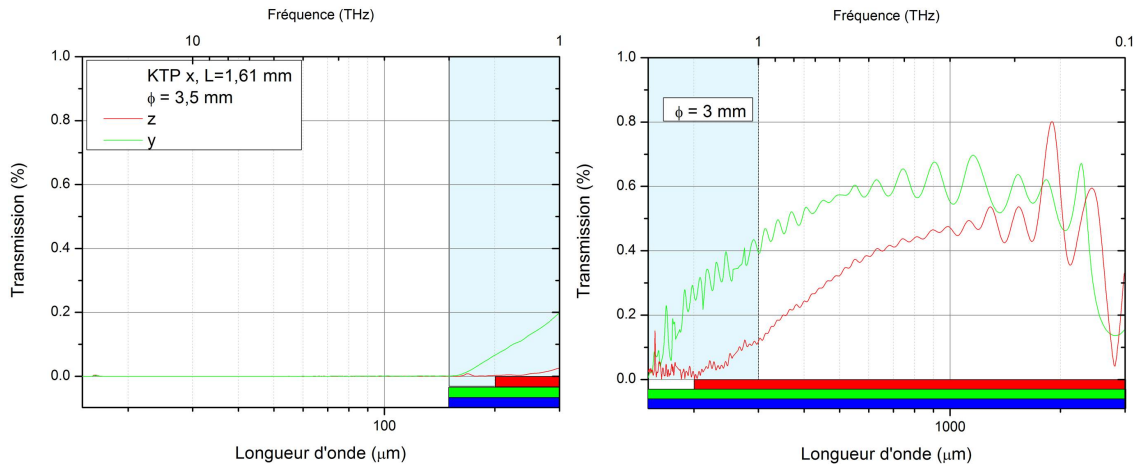 Fréquence (THz)
10
1
1.0
0.8
0.6
0.4
0.2
0.0
Transmission (%)
KTP x, L=1,61 mm
ϕ = 3,5 mm
z
y
100
Longueur d'onde (μm)
Fréquence (THz)
1
0.1
1.0
0.8
0.6
0.4
0.2
0.0
Transmission (%)
ϕ = 3 mm
1000
Longueur d'onde (μm)